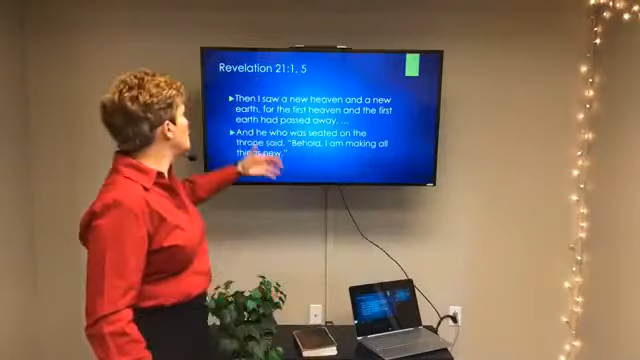 Revelation 21:1, 5
▶Then I saw a new heaven and a new
earth, for the first heaven and the first
earth had passed away, …
▶And he who was seated on the
throne said, "Behold, I am making all
things new."